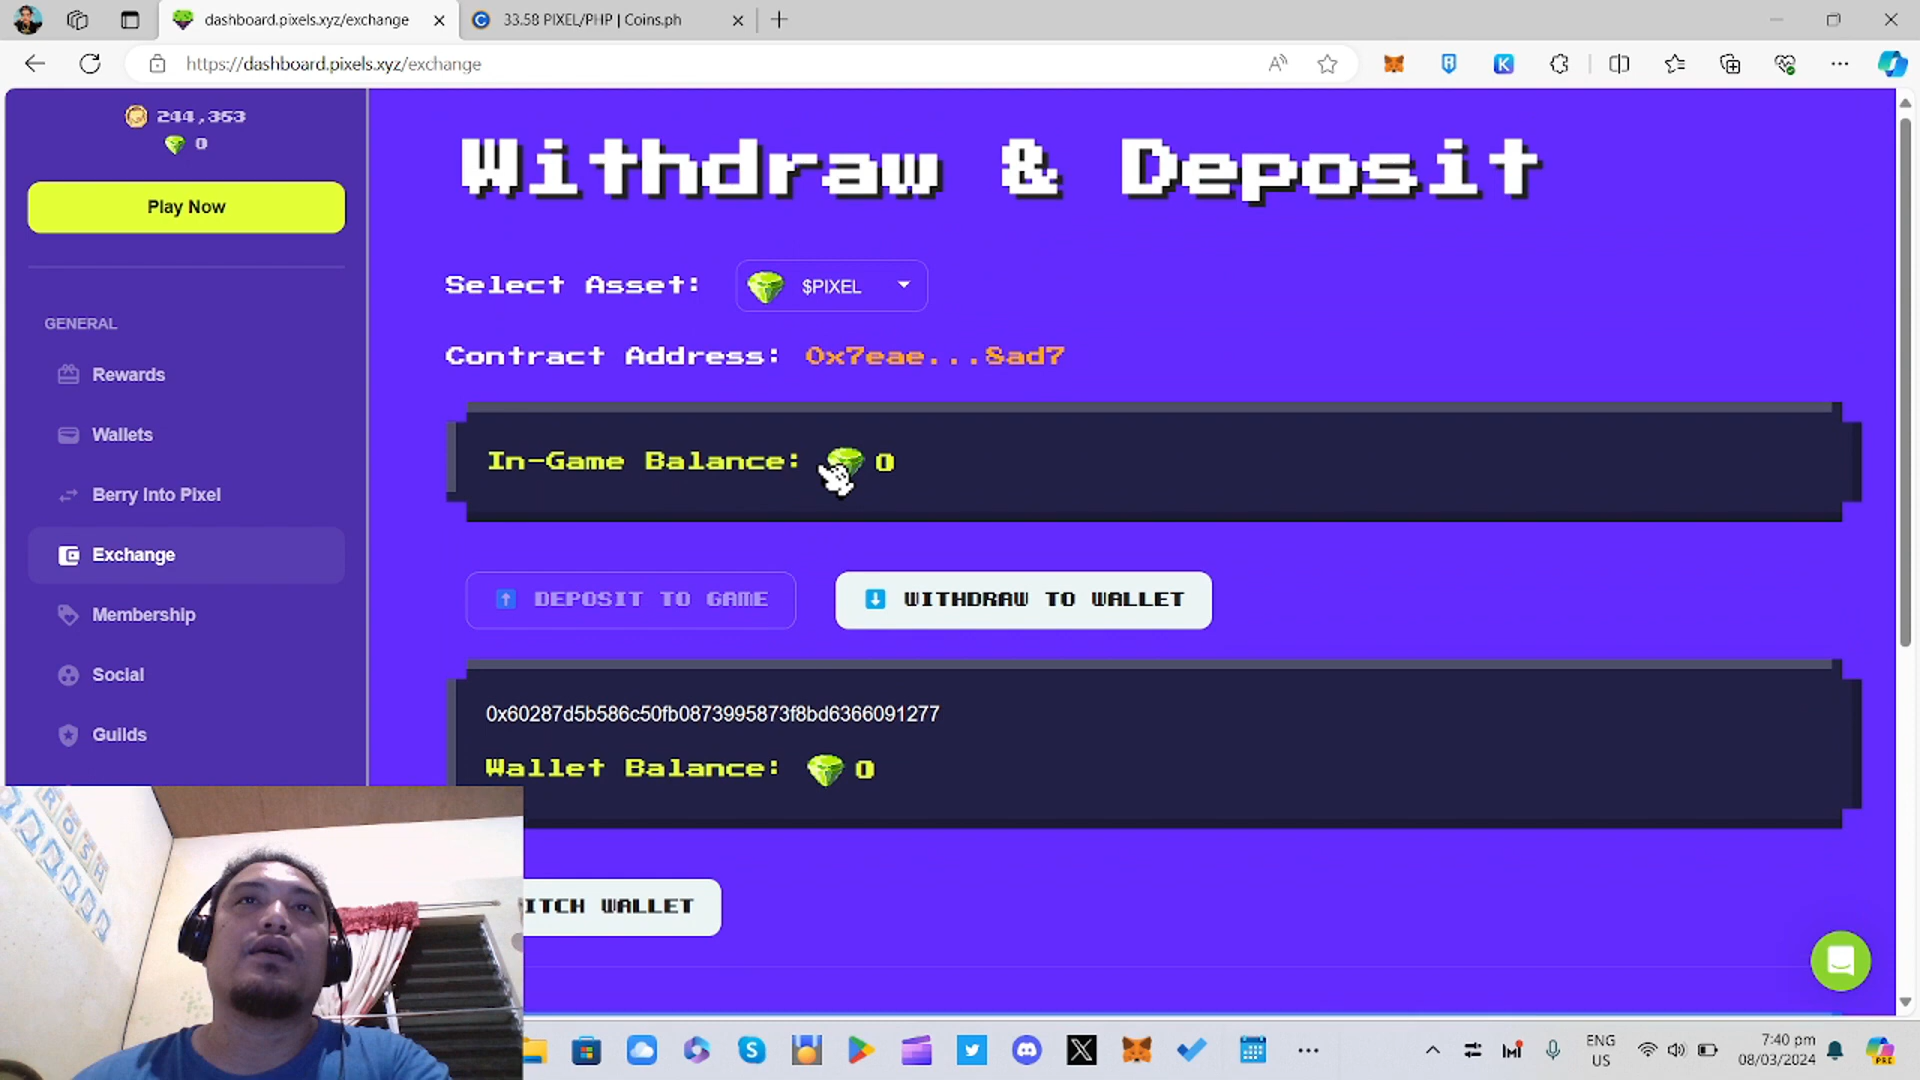 dashboard.pixels.xyz/exchange
33.58 PIXEL/PHP | Coins.ph
https://dashboard.pixels.xyz/exchange
244,353
0
Play Now
GENERAL
Rewards
Wallets
Berry Into Pixel
Exchange
Membership
Social
Guilds
Withdraw & Deposit
Select Asset: $PIXEL
Contract Address: 0x7eae...8ad7
In-Game Balance: 0
DEPOSIT TO GAME
WITHDRAW TO WALLET
0x60287d5b586c50fb0873995873f8bd6366091277
Wallet Balance: 0
ITCH WALLET
ENG
US
7:40 pm
08/03/2024
PRE